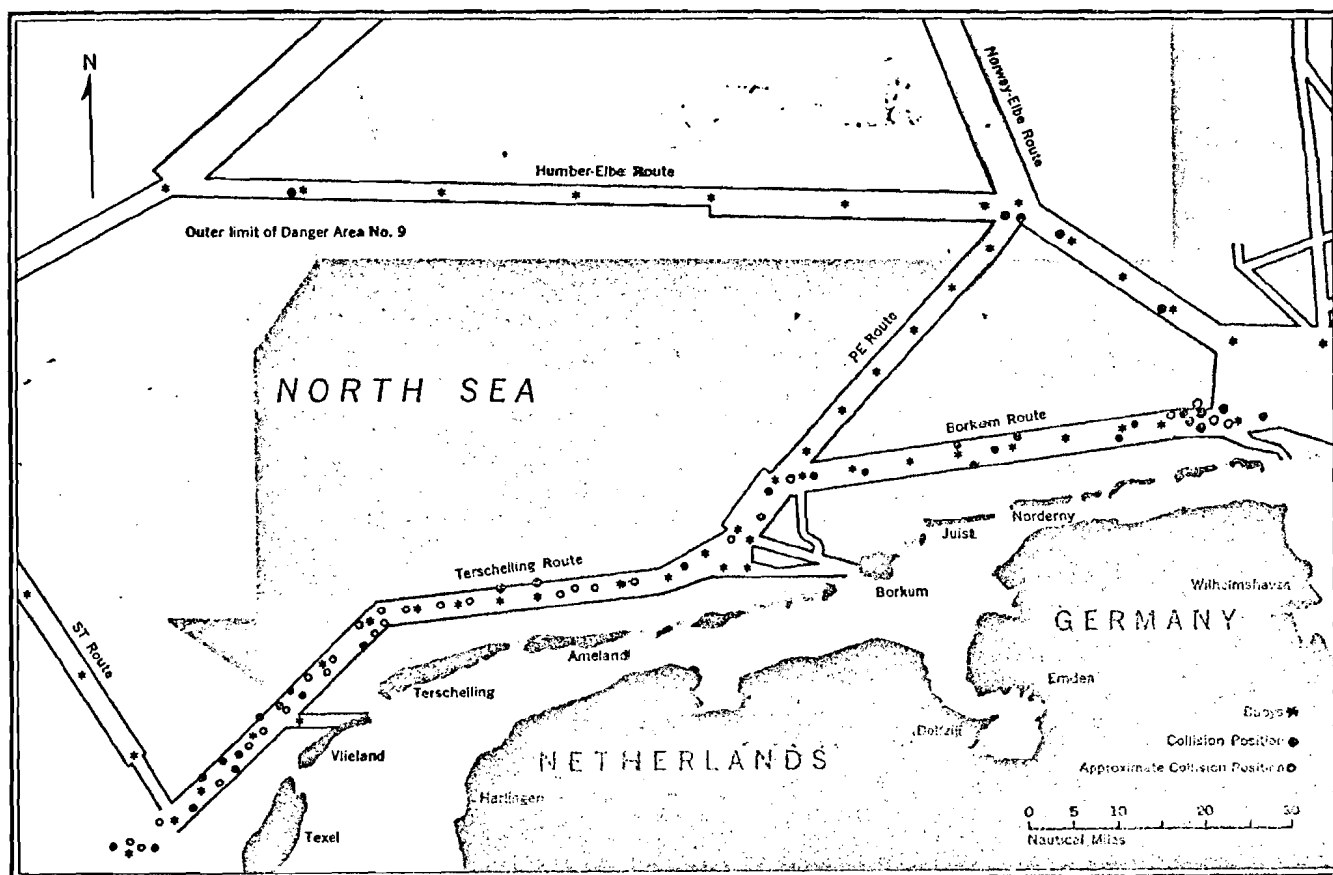 N
Norway-Elbe Route
Humber-Elbe Route
Outer limit of Danger Area No. 9
PE Route
NORTH SEA
Borkum Route
Norderny
Juist
Terschelling Route
Borkum
Wilhelmshaven
GERMANY
ST Route
Ameland
Terschelling
Emden
Buoys
Delfzijl
Vlieland
NETHERLANDS
Collision Position
Approximate Collision Position
Harlingen
Texel
0 5 10 20 30
Nautical Miles